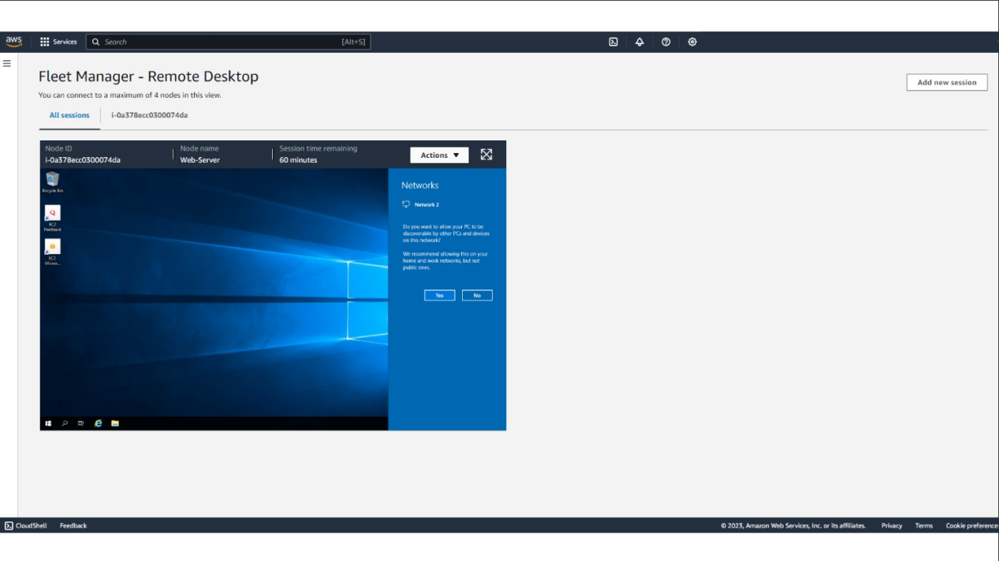 aws
Services
Search
[Alt+S]
Fleet Manager - Remote Desktop
Add new session
You can connect to a maximum of 4 nodes in this view.
All sessions
i-0a378ecc0300074da
Node ID
i-0a378ecc0300074da
Node name
Web-Server
Session time remaining
60 minutes
Actions
Recycle Bin
EC2
Feedback
EC2
Micros...
Networks
Network 2
Do you want to allow your PC to be
discoverable by other PCs and devices
on this network?
We recommend allowing this on your
home and work networks, but not
public ones.
Yes
No
CloudShell
Feedback
© 2023, Amazon Web Services, Inc. or its affiliates.
Privacy
Terms
Cookie preference